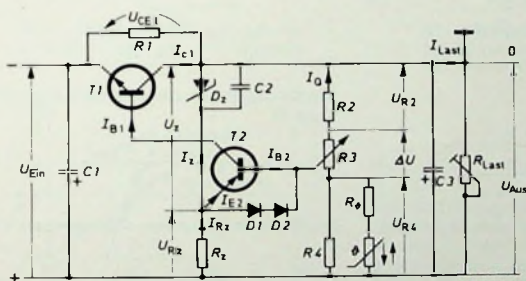 U_CE1
R1
I_C1
I_Last
0
−
T1
D_z
C2
I_Q
R2
U_R2
I_B1
U_z
T2
I_B2
R3
ΔU
U_Ein
C1
+
I_z
I_E2
C3
+
R_Last
U_Aus
I_Rz
D1
D2
R_ϑ
U_Rz
R_z
R4
ϑ
U_R4
+